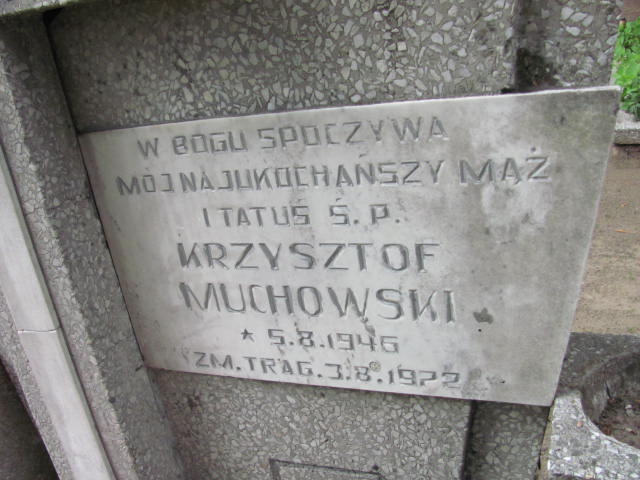 W BOGU SPOCZYWA
MÓJ NAJUKOCHAŃSZY MĄŻ
I TATUŚ Ś. P.
KRZYSZTOF
MUCHOWSKI
* 5.8.1946
ZM. TRAG. 3.8.1972